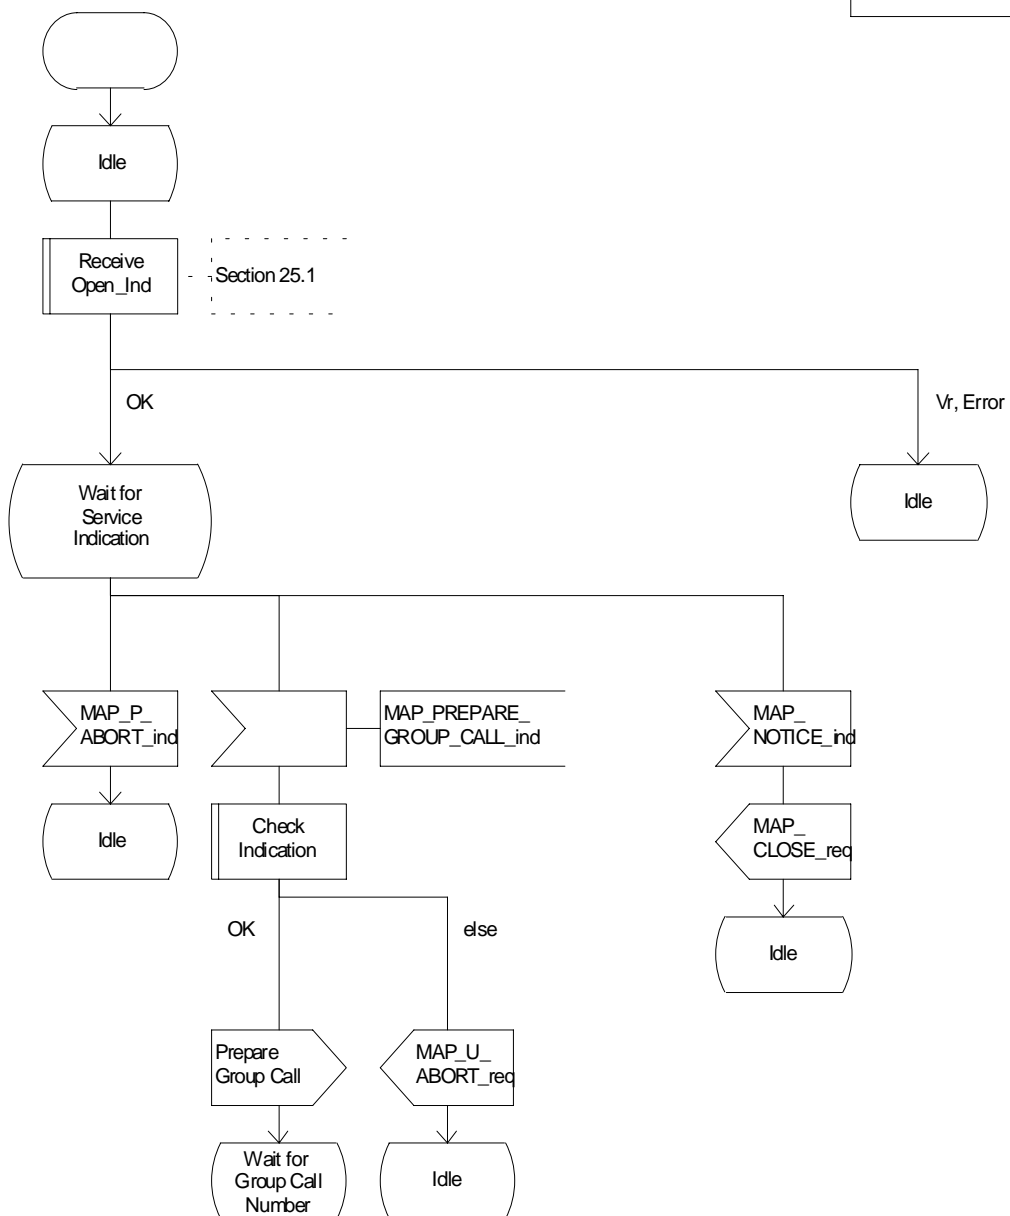 Idle
Receive
Open_Ind
Section 25.1
OK
Vr, Error
Wait for
Service
Indication
Idle
MAP_P_
ABORT_ind
MAP_PREPARE_
GROUP_CALL_ind
MAP_
NOTICE_ind
Idle
Check
Indication
MAP_
CLOSE_req
OK
else
Idle
Prepare
Group Call
MAP_U_
ABORT_req
Wait for
Group Call
Number
Idle